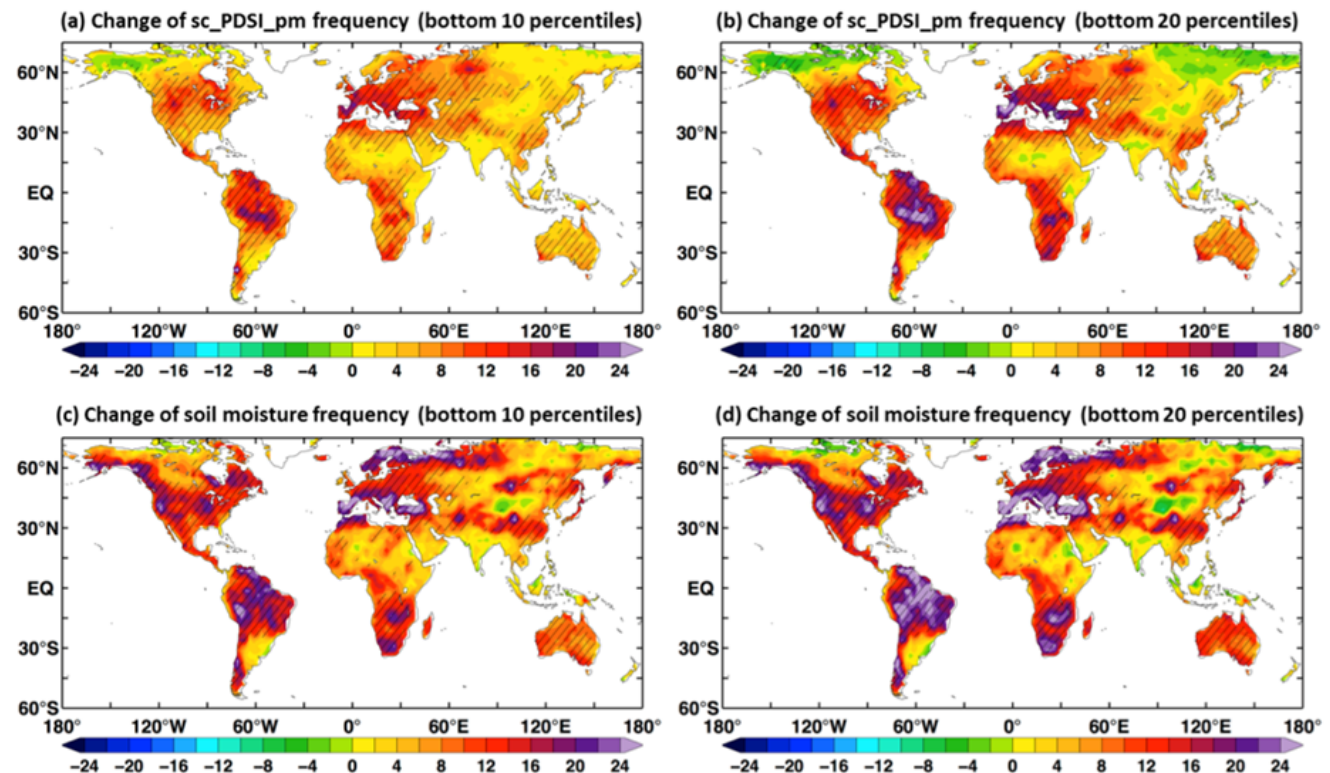 (a) Change of sc_PDSI_pm frequency (bottom 10 percentiles)
60°N
30°N
EQ
30°S
60°S
180° 120°W 60°W 0° 60°E 120°E 180°
−24 −20 −16 −12 −8 −4 0 4 8 12 16 20 24
(b) Change of sc_PDSI_pm frequency (bottom 20 percentiles)
60°N
30°N
EQ
30°S
60°S
180° 120°W 60°W 0° 60°E 120°E 180°
−24 −20 −16 −12 −8 −4 0 4 8 12 16 20 24
(c) Change of soil moisture frequency (bottom 10 percentiles)
60°N
30°N
EQ
30°S
60°S
180° 120°W 60°W 0° 60°E 120°E 180°
−24 −20 −16 −12 −8 −4 0 4 8 12 16 20 24
(d) Change of soil moisture frequency (bottom 20 percentiles)
60°N
30°N
EQ
30°S
60°S
180° 120°W 60°W 0° 60°E 120°E 180°
−24 −20 −16 −12 −8 −4 0 4 8 12 16 20 24